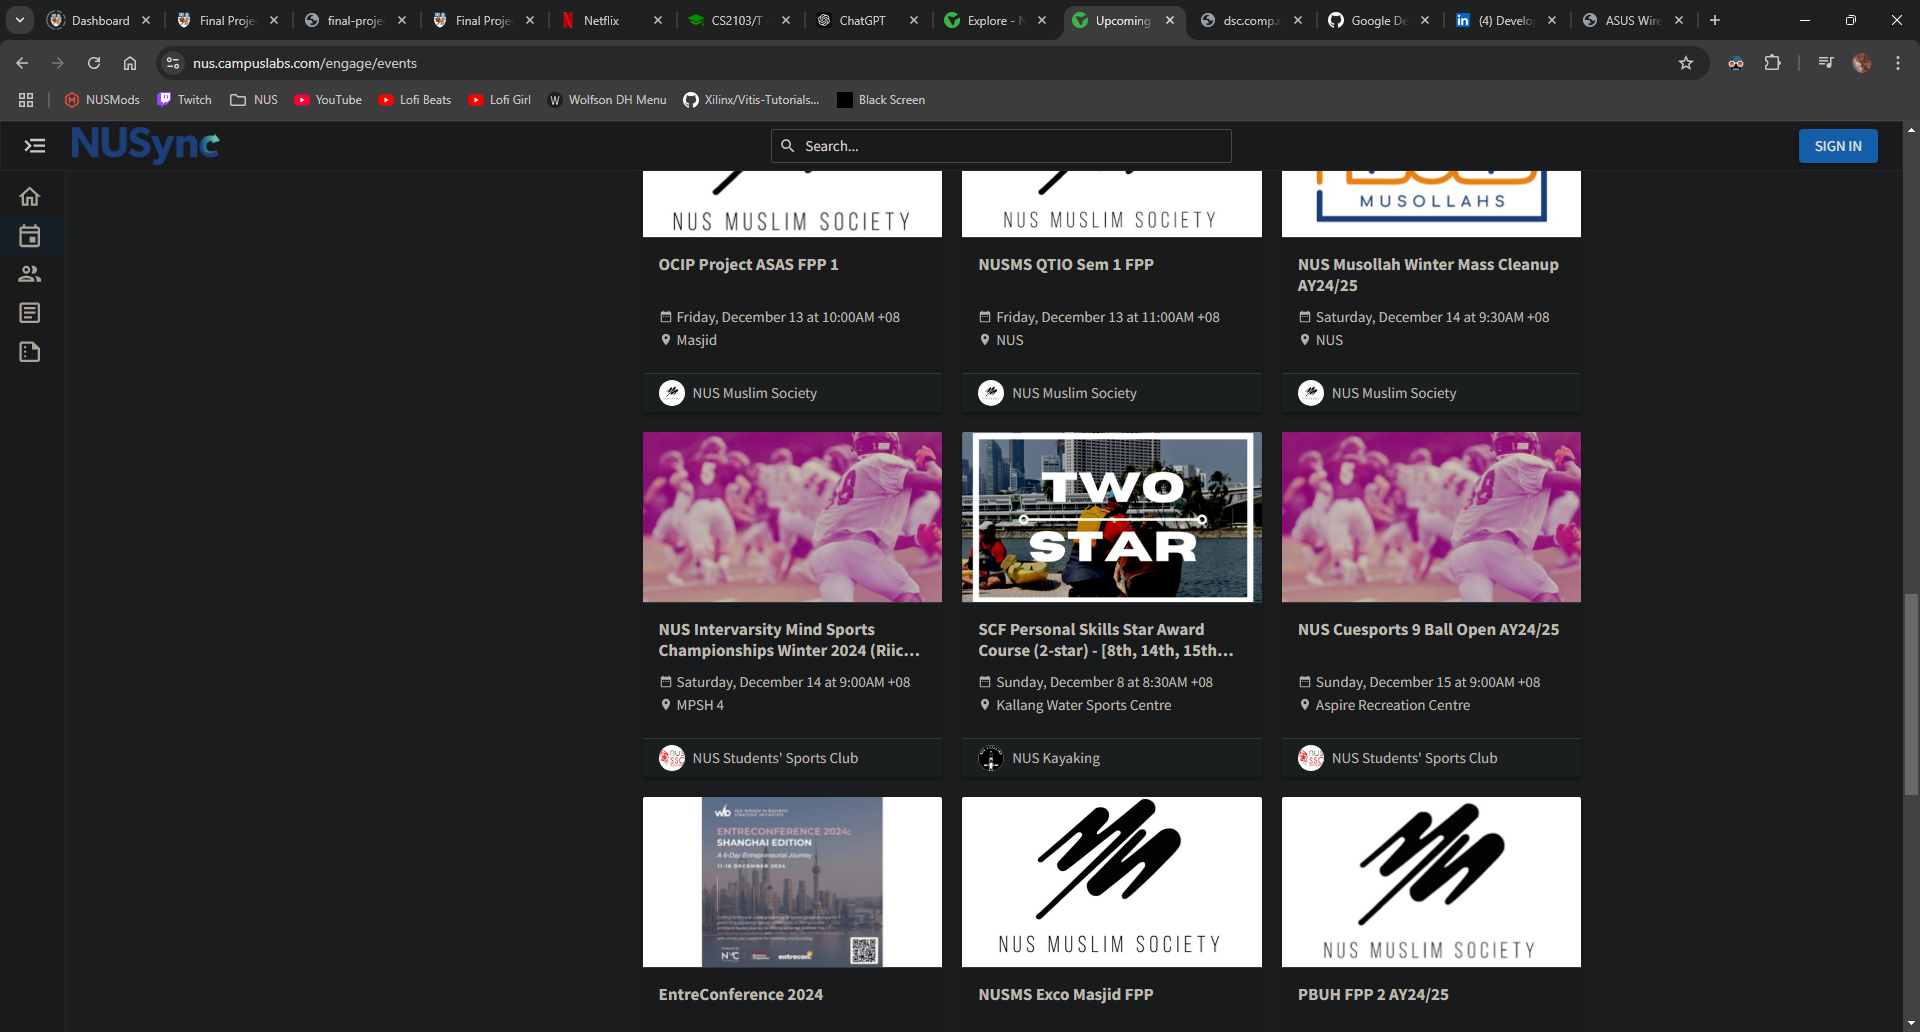 Dashboard
Final Proje
final-proje
Final Proje
Netflix
CS2103/T
ChatGPT
Explore - N
Upcoming
dsc.comp.n
Google De
(4) Develo
ASUS Wire
nus.campuslabs.com/engage/events
NUSMods
Twitch
NUS
YouTube
Lofi Beats
Lofi Girl
Wolfson DH Menu
Xilinx/Vitis-Tutorials...
Black Screen
NUSync
Search...
SIGN IN
NUS MUSLIM SOCIETY
OCIP Project ASAS FPP 1
Friday, December 13 at 10:00AM +08
Masjid
NUS Muslim Society
NUS MUSLIM SOCIETY
NUSMS QTIO Sem 1 FPP
Friday, December 13 at 11:00AM +08
NUS
NUS Muslim Society
MUSOLLAHS
NUS Musollah Winter Mass Cleanup
AY24/25
Saturday, December 14 at 9:30AM +08
NUS
NUS Muslim Society
NUS Intervarsity Mind Sports
Championships Winter 2024 (Riic...
Saturday, December 14 at 9:00AM +08
MPSH 4
NUS Students' Sports Club
TWO
STAR
SCF Personal Skills Star Award
Course (2-star) - [8th, 14th, 15th...
Sunday, December 8 at 8:30AM +08
Kallang Water Sports Centre
NUS Kayaking
NUS Cuesports 9 Ball Open AY24/25
Sunday, December 15 at 9:00AM +08
Aspire Recreation Centre
NUS Students' Sports Club
wb NUS WOMEN IN BUSINESS
STRATEGIC INITIATIVES
ENTRECONFERENCE 2024:
SHANGHAI EDITION
A 6-Day Entrepreneurial Journey
EntreConference 2024
NUS MUSLIM SOCIETY
NUSMS Exco Masjid FPP
NUS MUSLIM SOCIETY
PBUH FPP 2 AY24/25